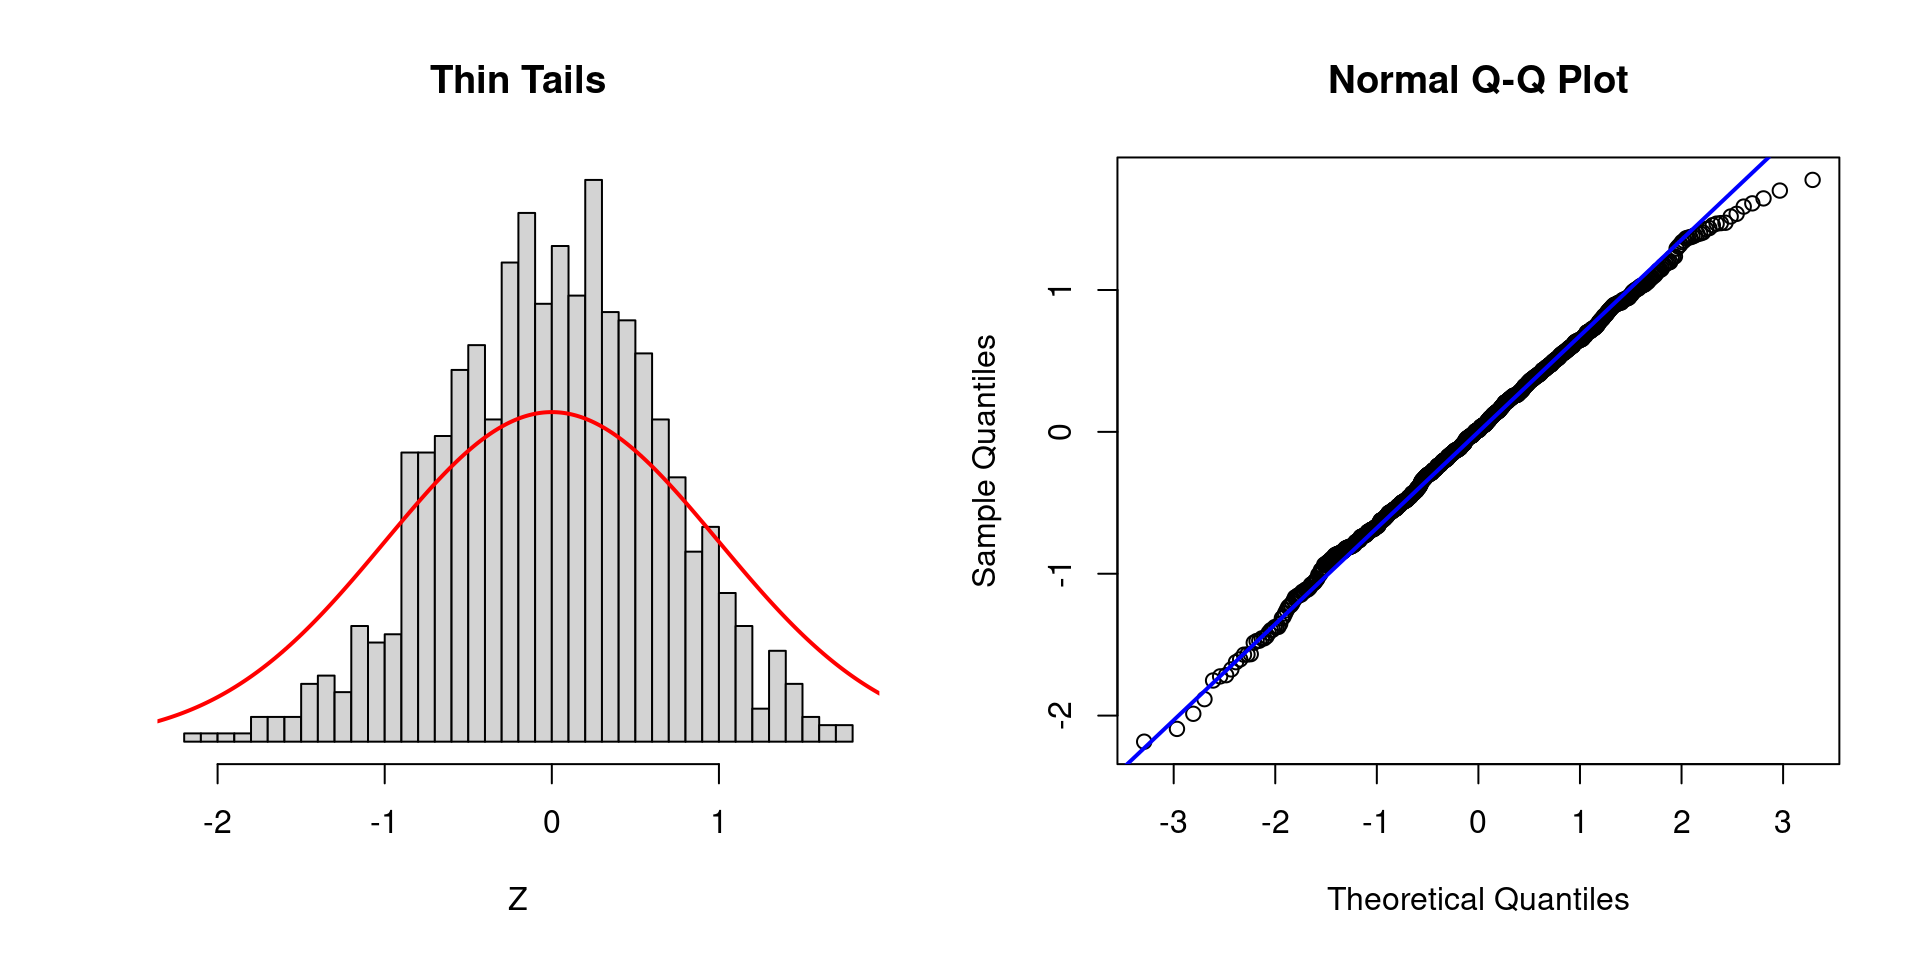 Thin Tails
-2 -1 0 1
Z
Normal Q-Q Plot
Sample Quantiles
1
0
-1
-2
-3 -2 -1 0 1 2 3
Theoretical Quantiles